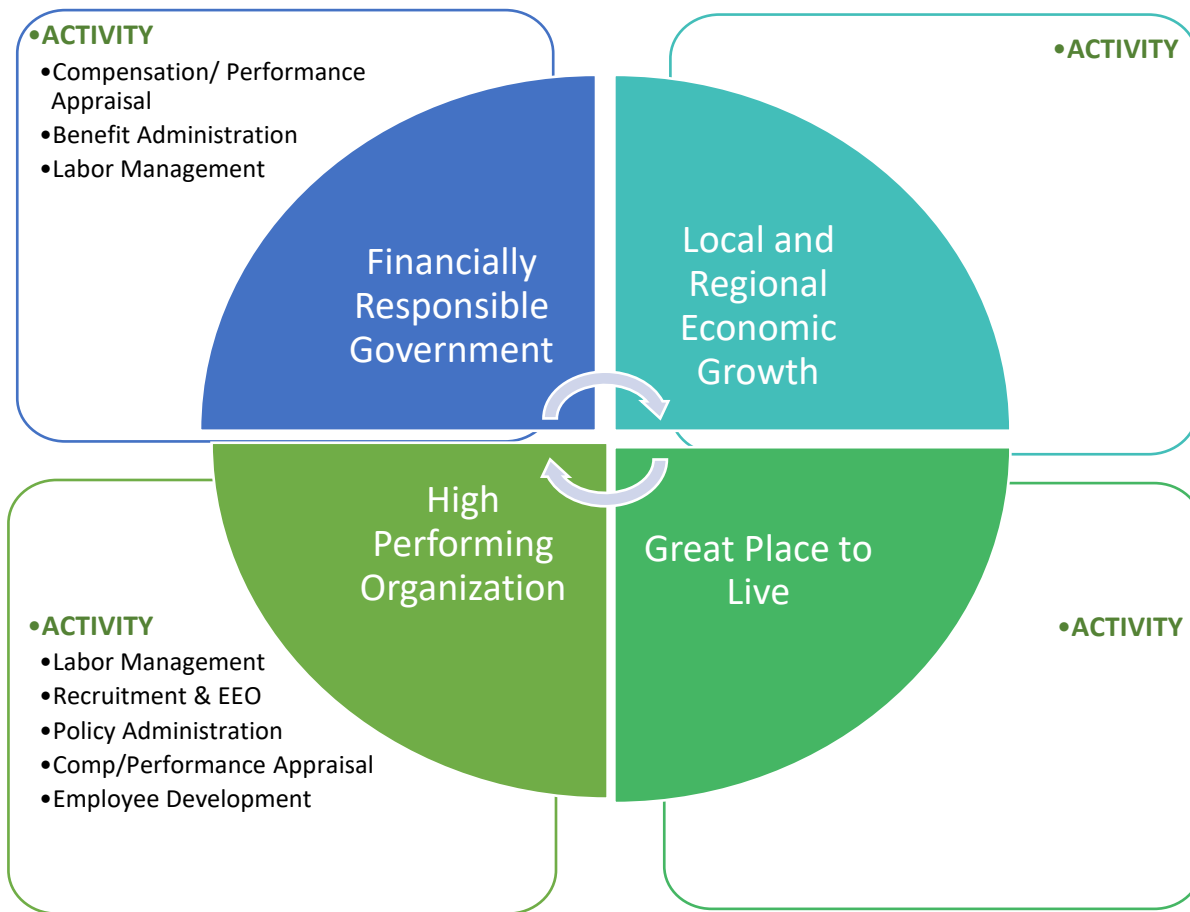 •ACTIVITY
•Compensation/ Performance
Appraisal
•Benefit Administration
•Labor Management
•ACTIVITY
Financially
Responsible
Government
Local and
Regional
Economic
Growth
High
Performing
Organization
Great Place to
Live
•ACTIVITY
•Labor Management
•Recruitment & EEO
•Policy Administration
•Comp/Performance Appraisal
•Employee Development
•ACTIVITY